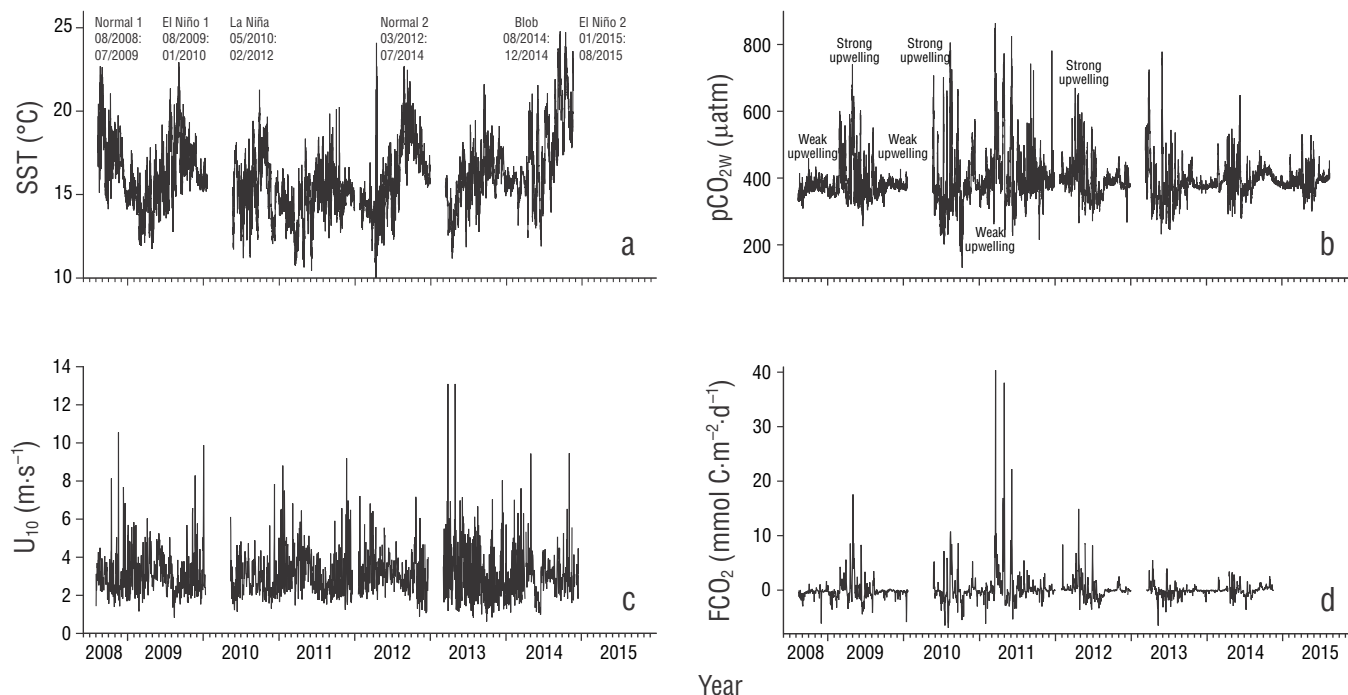 Normal 1
08/2008:
07/2009
El Niño 1
08/2009:
01/2010
La Niña
05/2010:
02/2012
Normal 2
03/2012:
07/2014
Blob
08/2014:
12/2014
El Niño 2
01/2015:
08/2015
25
20
15
10
SST (°C)
a
800
600
400
200
pCO2W (µatm)
Weak
upwelling
Strong
upwelling
Weak
upwelling
Strong
upwelling
Weak
upwelling
Strong
upwelling
b
14
12
10
8
6
4
2
0
U10 (m·s−1)
c
2008 2009 2010 2011 2012 2013 2014 2015
40
30
20
10
0
FCO2 (mmol C·m−2·d−1)
d
2008 2009 2010 2011 2012 2013 2014 2015
Year